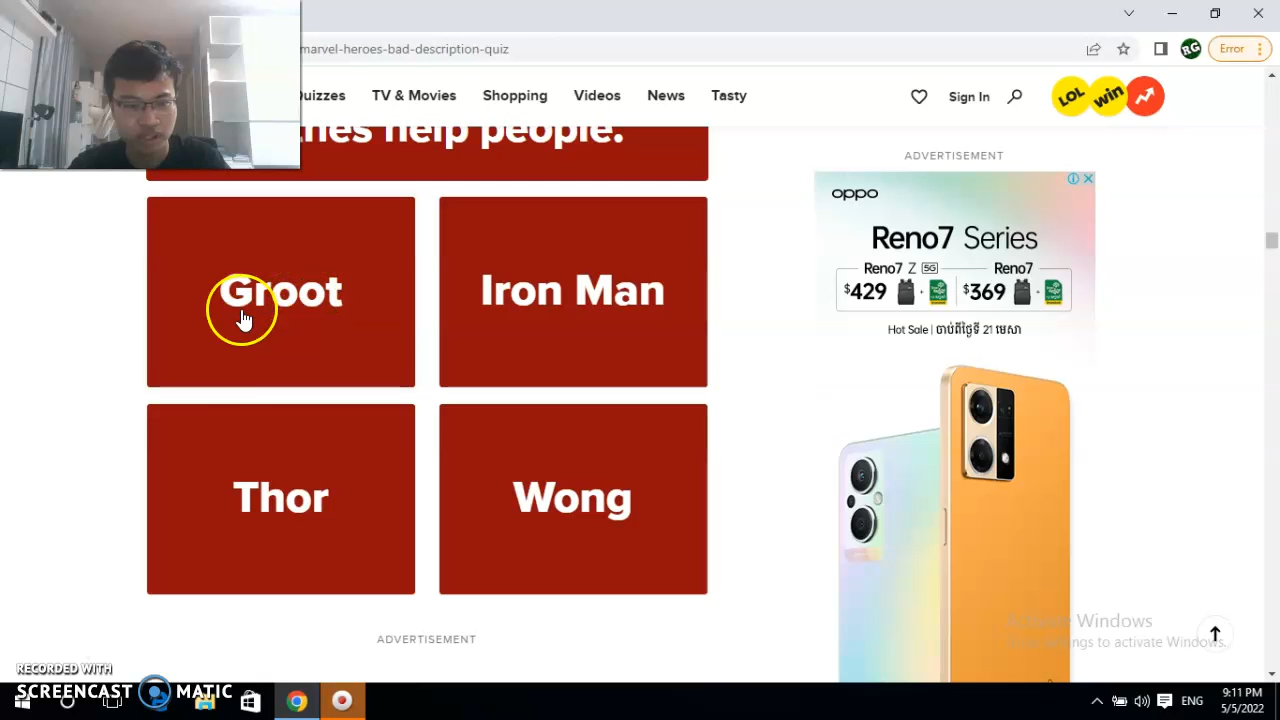 marvel-heroes-bad-description-quiz
Error
Quizzes TV & Movies Shopping Videos News Tasty
Sign In
LOL
win
help people.
ADVERTISEMENT
oppo
Reno7 Series
Reno7 Z 5G Reno7
$429 + $369 +
Hot Sale | ចាប់ពីថ្ងៃទី 21 មេសា
Groot
Iron Man
Thor
Wong
ADVERTISEMENT
Activate Windows
to activate Windows.
RECORDED WITH
SCREENCAST MATIC
ENG
9:11 PM
5/5/2022
RG